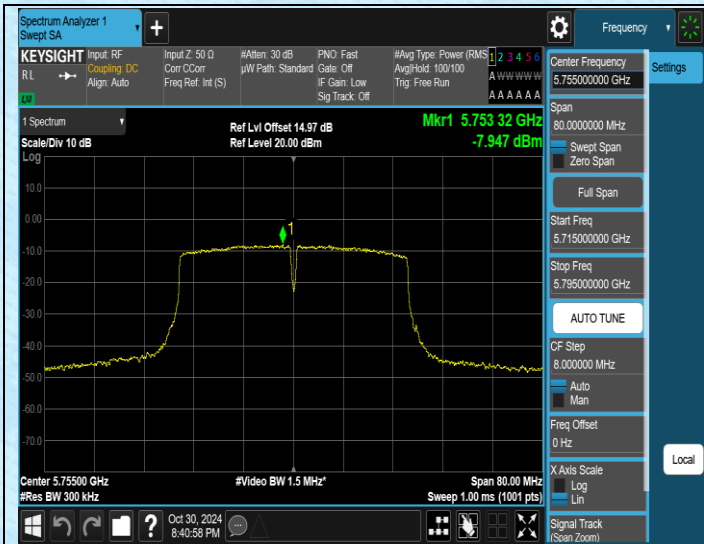 Spectrum Analyzer 1
Swept SA
+
Frequency
KEYSIGHT
RL
LXI
Input: RF
Coupling: DC
Align: Auto
Input Z: 50 Ω
Corr CCorr
Freq Ref: Int (S)
#Atten: 30 dB
µW Path: Standard
PNO: Fast
Gate: Off
IF Gain: Low
Sig Track: Off
#Avg Type: Power (RMS
Avg|Hold: 100/100
Trig: Free Run
1 2 3 4 5 6
A W W W W W
A A A A A A
1 Spectrum
Scale/Div 10 dB
Log
Ref Lvl Offset 14.97 dB
Ref Level 20.00 dBm
Mkr1 5.753 32 GHz
-7.947 dBm
10.0
0.00
1
-10.0
-20.0
-30.0
-40.0
-50.0
-60.0
-70.0
Center 5.75500 GHz
#Res BW 300 kHz
#Video BW 1.5 MHz*
Span 80.00 MHz
Sweep 1.00 ms (1001 pts)
?
Oct 30, 2024
8:40:58 PM
Center Frequency
5.755000000 GHz
Span
80.0000000 MHz
Swept Span
Zero Span
Full Span
Start Freq
5.715000000 GHz
Stop Freq
5.795000000 GHz
AUTO TUNE
CF Step
8.000000 MHz
Auto
Man
Freq Offset
0 Hz
X Axis Scale
Log
Lin
Signal Track
(Span Zoom)
Settings
Local